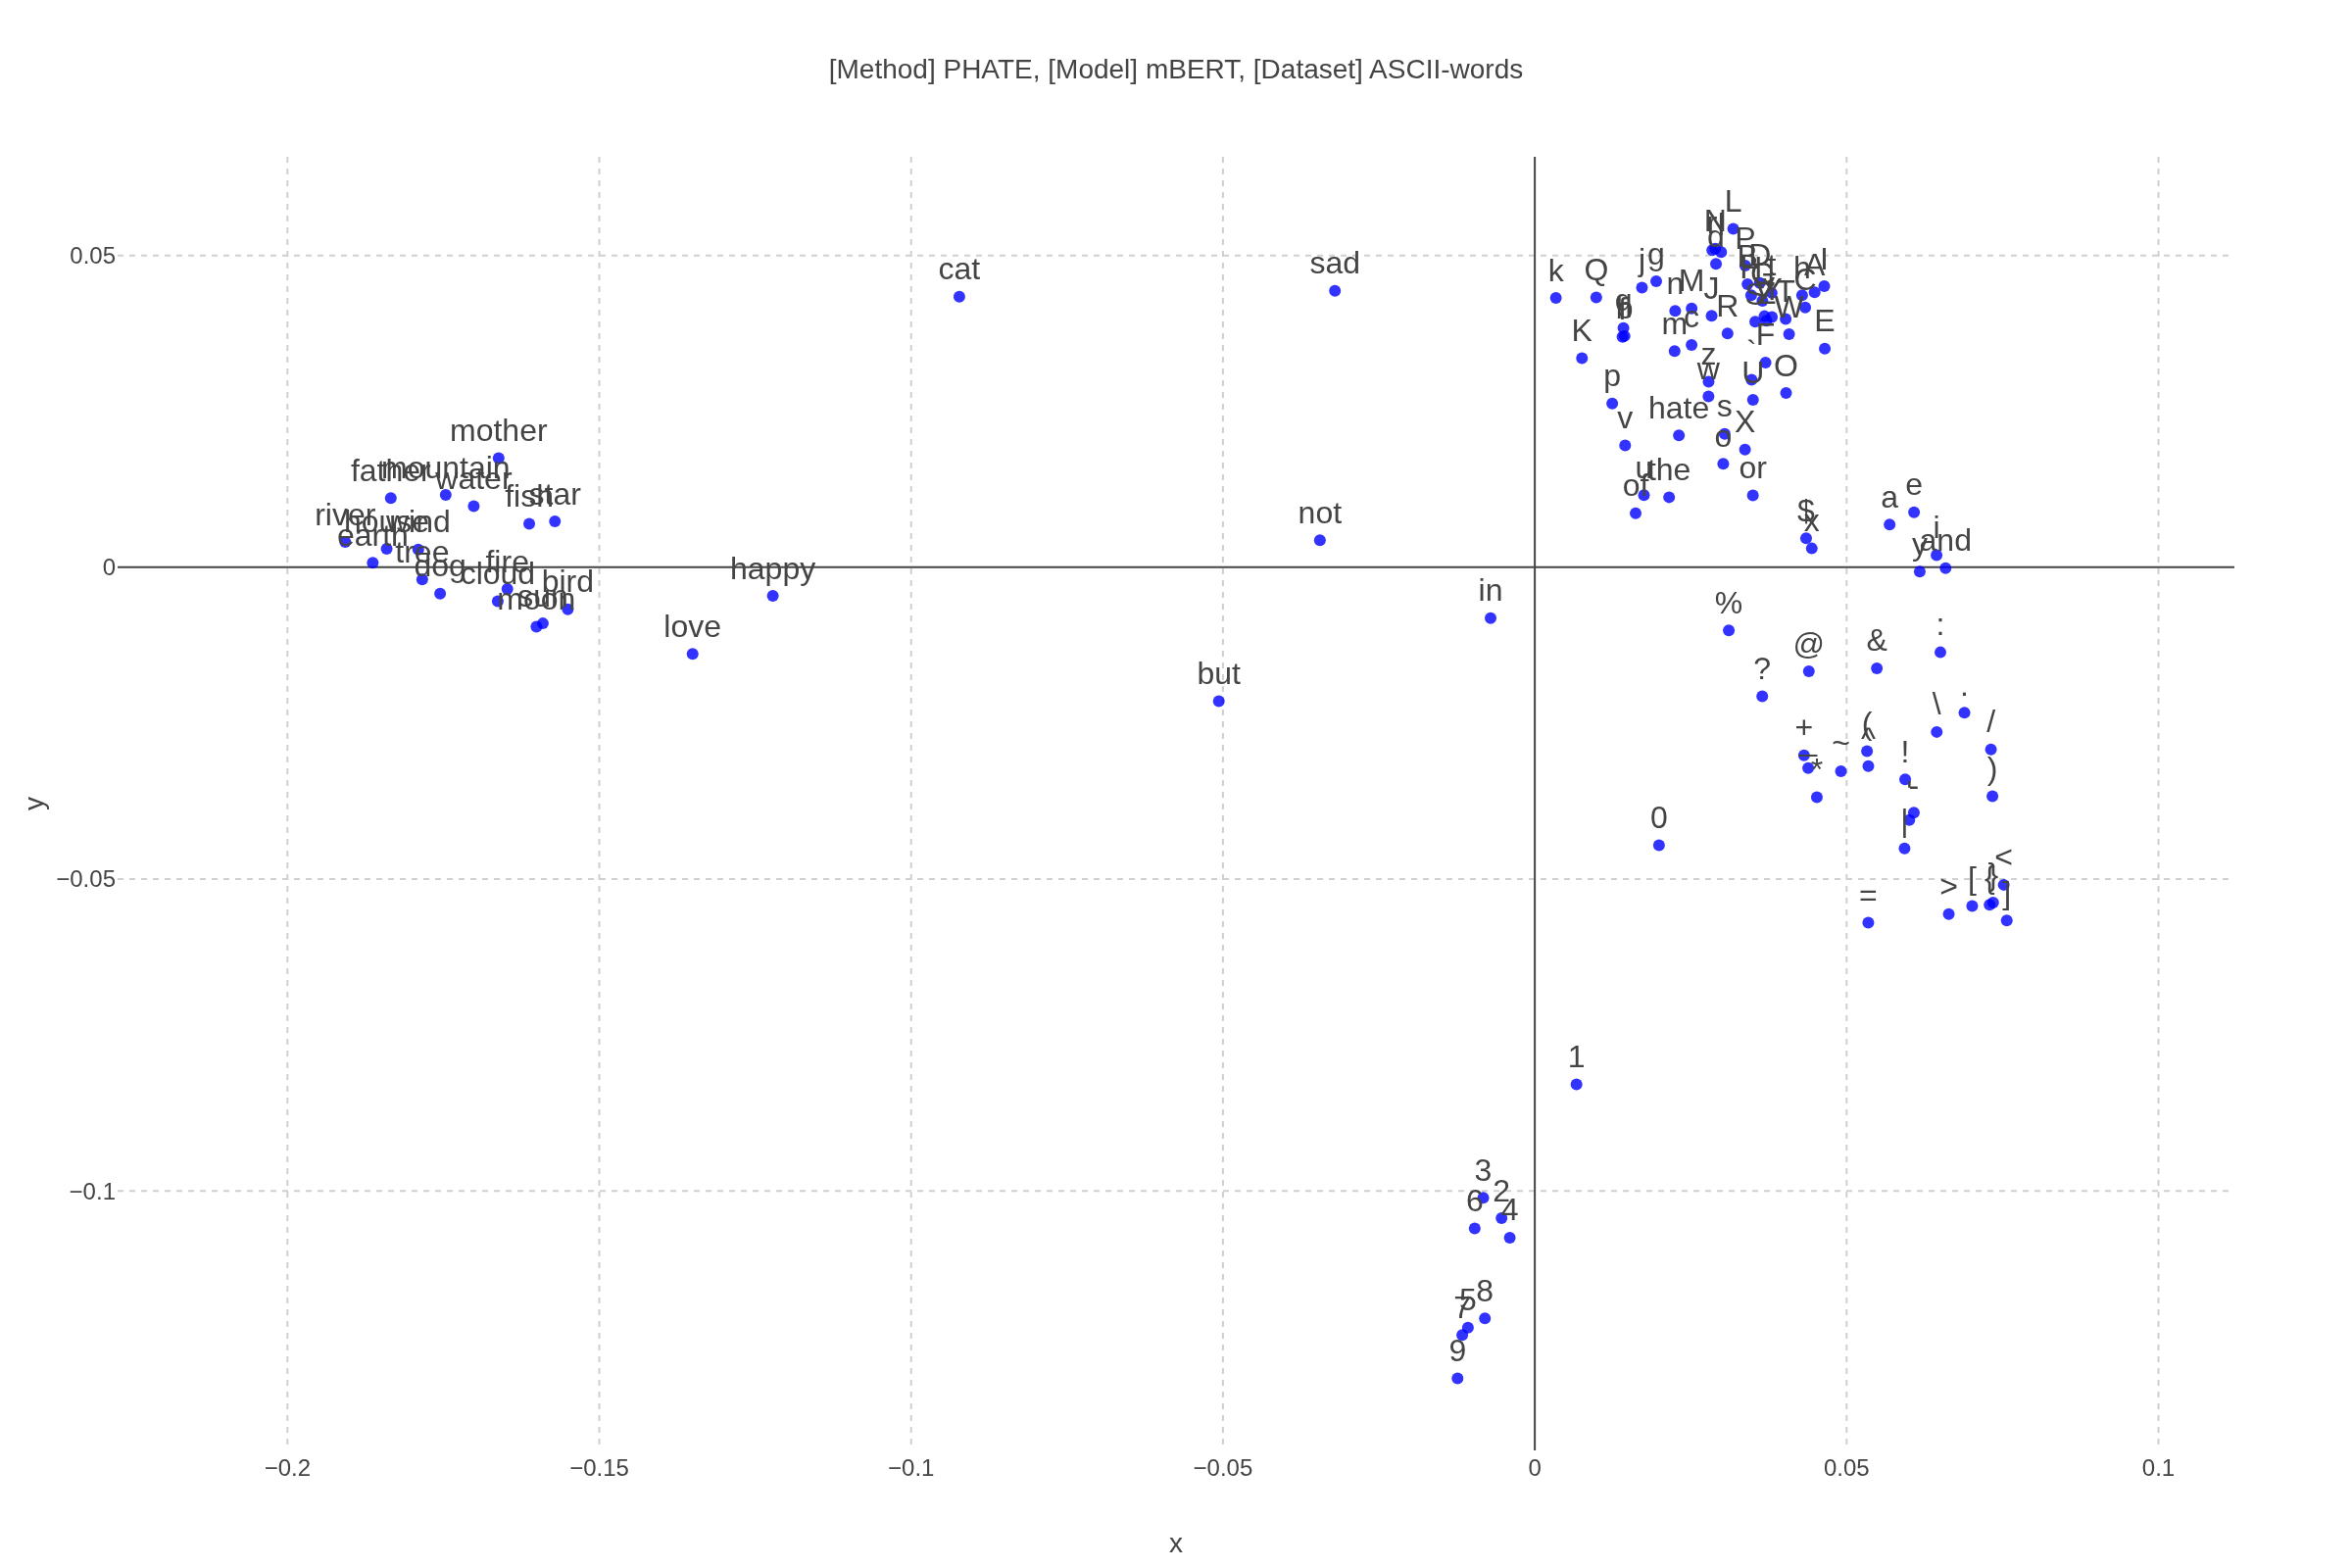 [Method] PHATE, [Model] mBERT, [Dataset] ASCII-words
L
P
D
cat
sad
k
Q
j
g
n
M
J
R
h
A
I
C
T
W
E
K
m
c
z
w
F
`
U
O
p
v
hate
s
X
o
mother
father
mountain
water
fish
star
river
house
wind
earth
tree
dog
fire
cloud
bird
sun
moon
happy
love
not
but
in
u
the
of
or
$
x
a
e
i
y
and
%
@
&
:
?
+
~
(
^
\
.
/
!
)
*
|
0
=
>
[
{
}
<
]
1
3
6
2
4
7
5
8
9
0.05
0
−0.05
−0.1
−0.2
−0.15
−0.1
−0.05
0
0.05
0.1
y
x